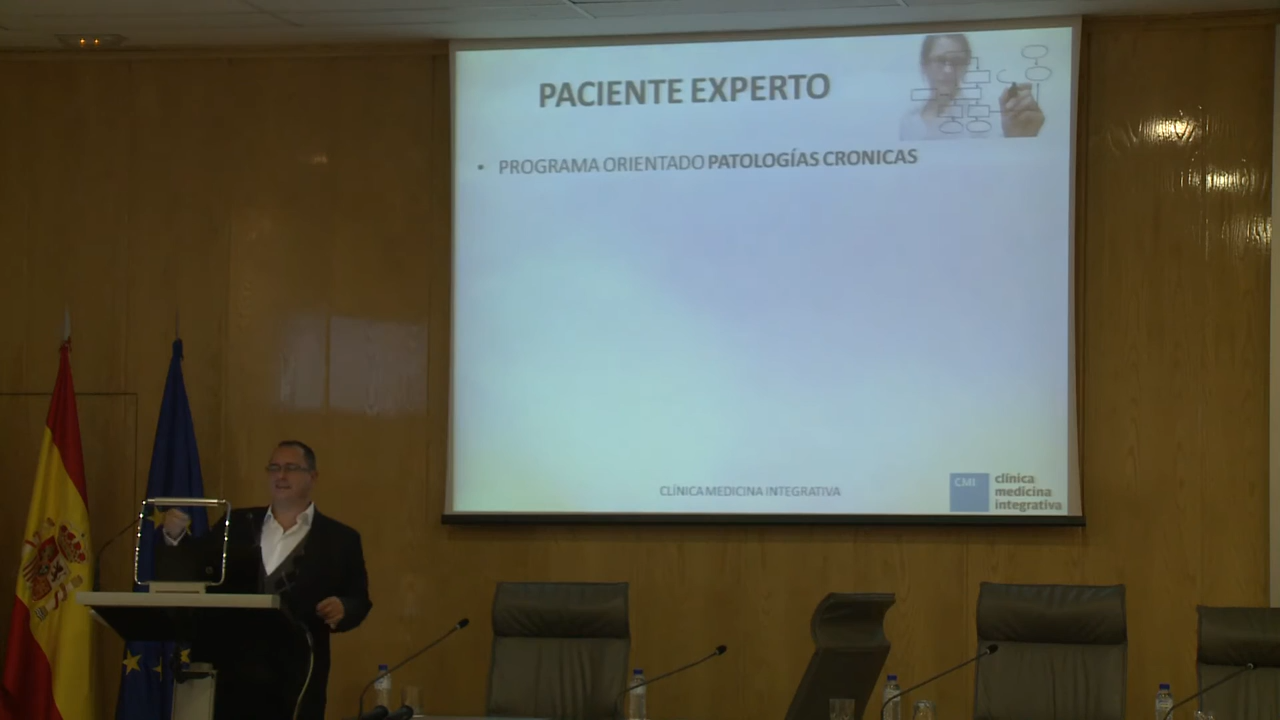 PACIENTE EXPERTO
• PROGRAMA ORIENTADO PATOLOGÍAS CRONICAS
CLÍNICA MEDICINA INTEGRATIVA
CMI
clínica
medicina
integrativa